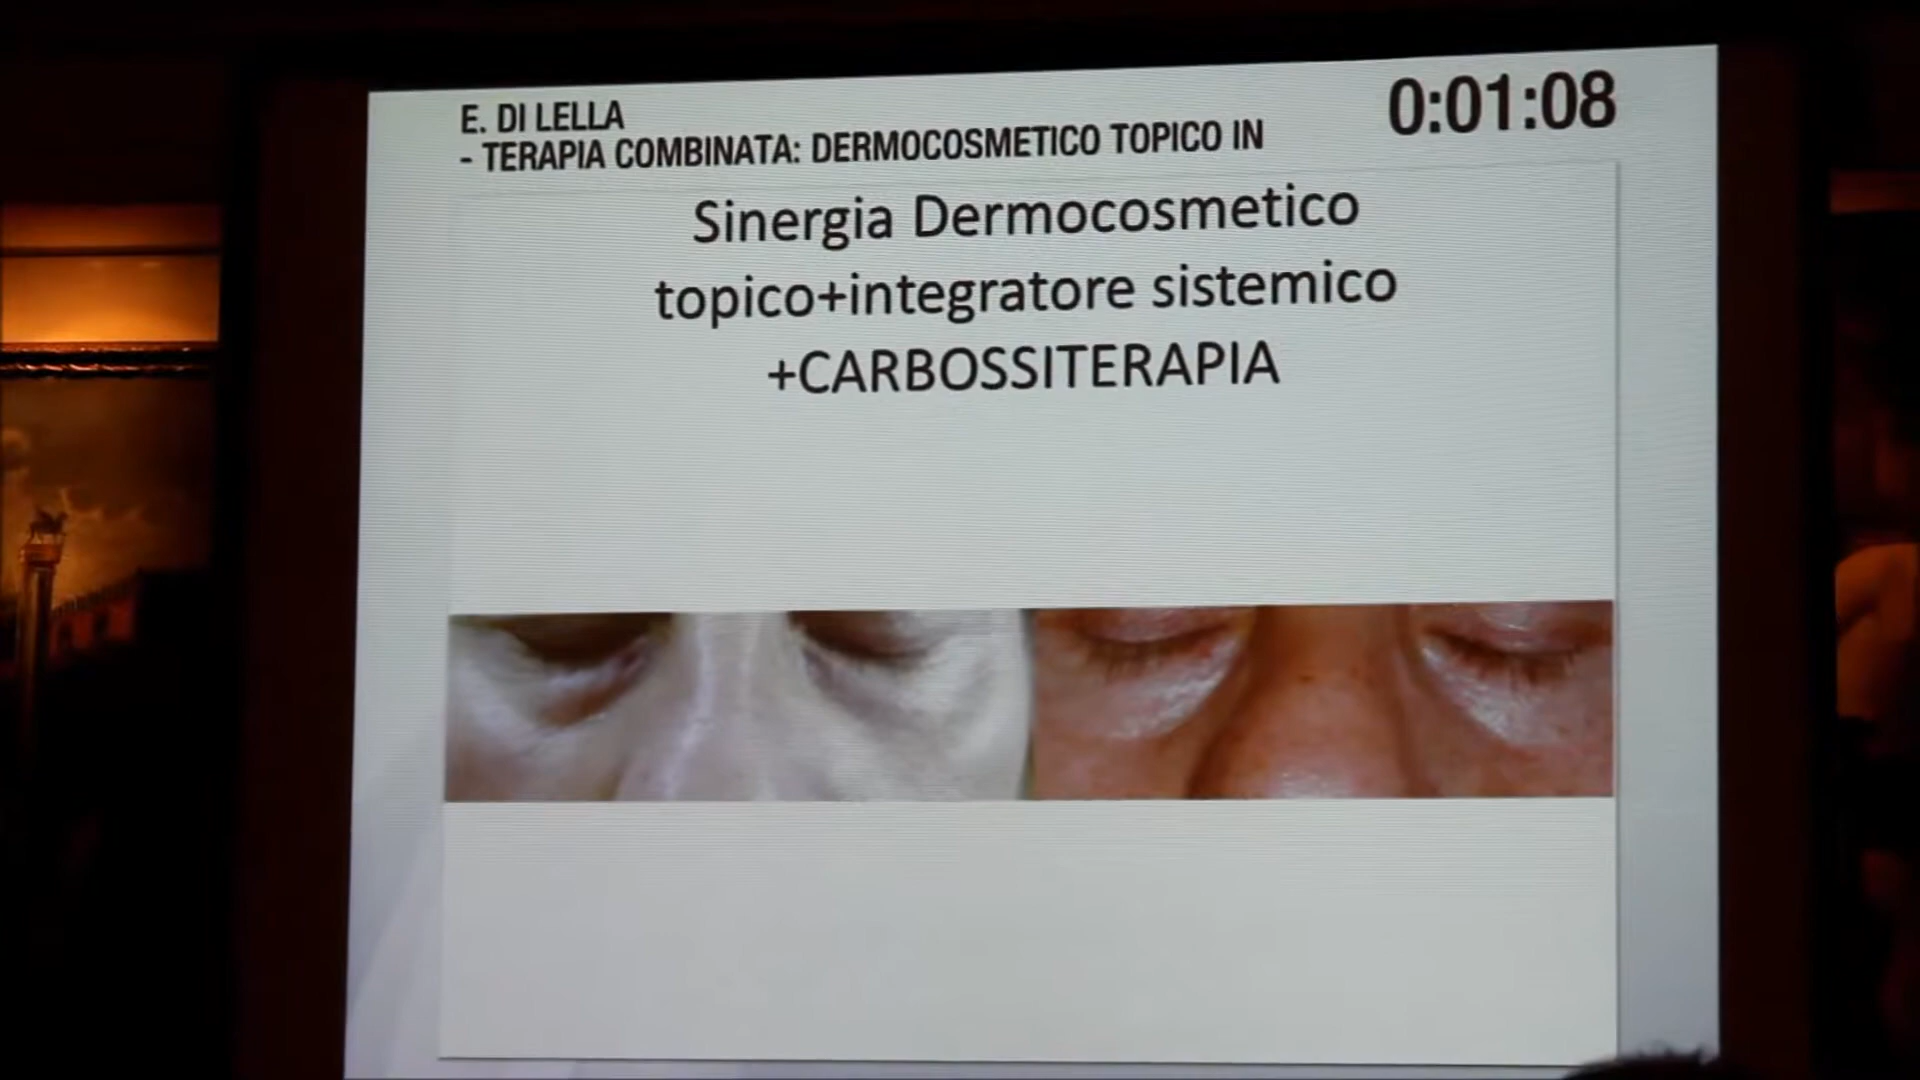 E. DI LELLA
0:01:08
- TERAPIA COMBINATA: DERMOCOSMETICO TOPICO IN
Sinergia Dermocosmetico
topico+integratore sistemico
+CARBOSSITERAPIA